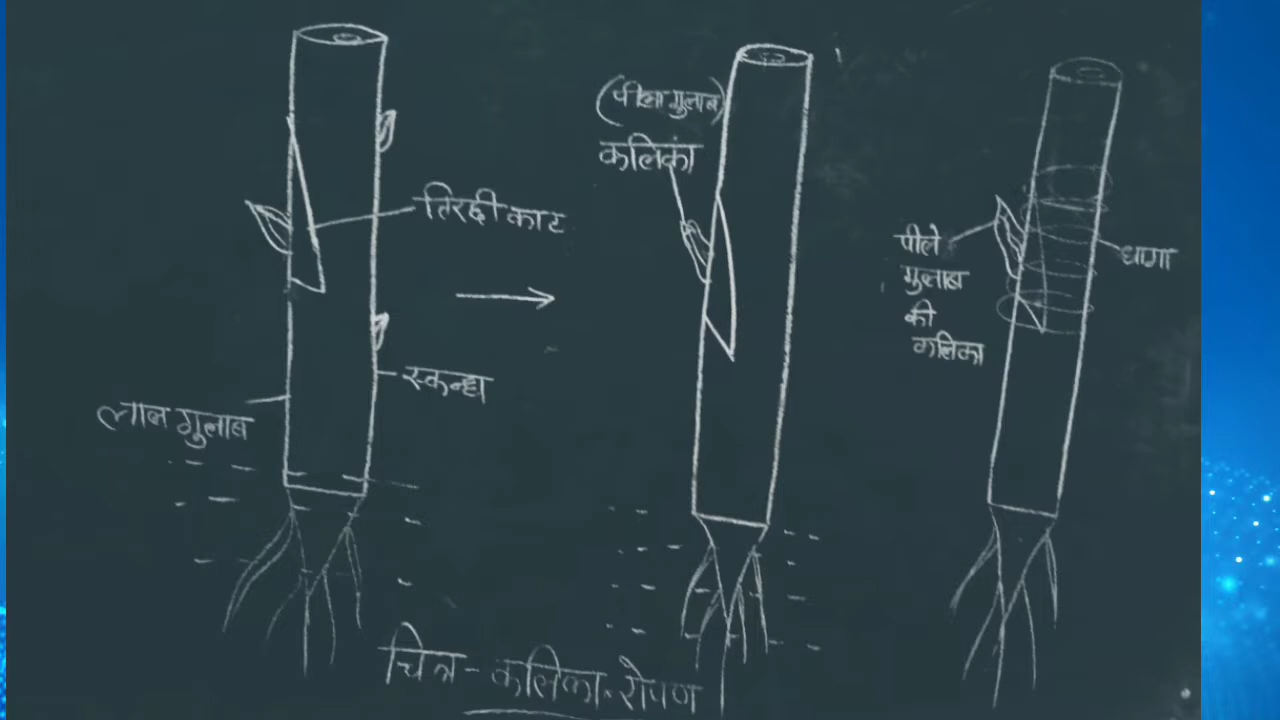 तिरछी काट
स्कन्ध
लाल गुलाब
(पीला गुलाब)
कलिकां
पीले
गुलाब
की
कलिका
धागा
चित्र - कलिका-रोपण